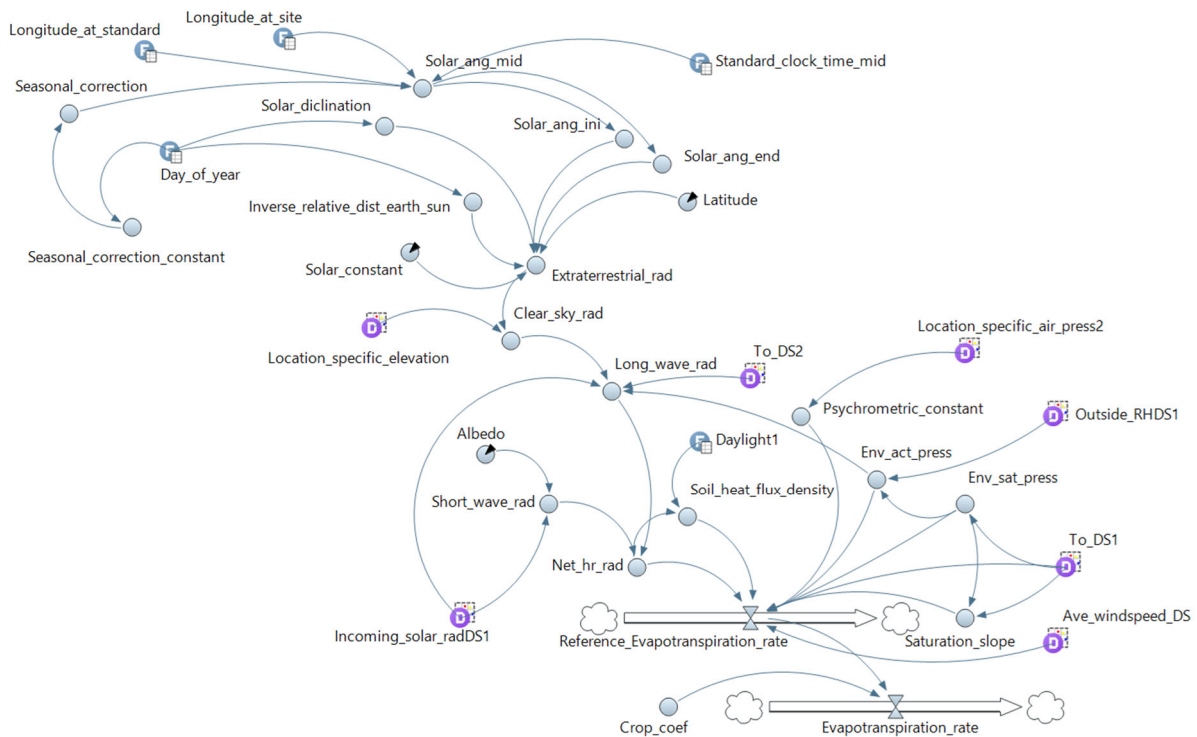 Longitude_at_site
Longitude_at_standard
F
F
Solar_ang_mid
F
Standard_clock_time_mid
Seasonal_correction
Solar_diclination
Solar_ang_ini
F
Solar_ang_end
Day_of_year
Inverse_relative_dist_earth_sun
Latitude
Seasonal_correction_constant
Solar_constant
Extraterrestrial_rad
Clear_sky_rad
D
Location_specific_air_press2
Location_specific_elevation
D
Long_wave_rad
To_DS2
D
Psychrometric_constant
D
Outside_RHDS1
Albedo
F
Daylight1
Env_act_press
Env_sat_press
Short_wave_rad
Soil_heat_flux_density
To_DS1
Net_hr_rad
D
D
Ave_windspeed_DS
Incoming_solar_radDS1
Reference_Evapotranspiration_rate
Saturation_slope
D
Crop_coef
Evapotranspiration_rate